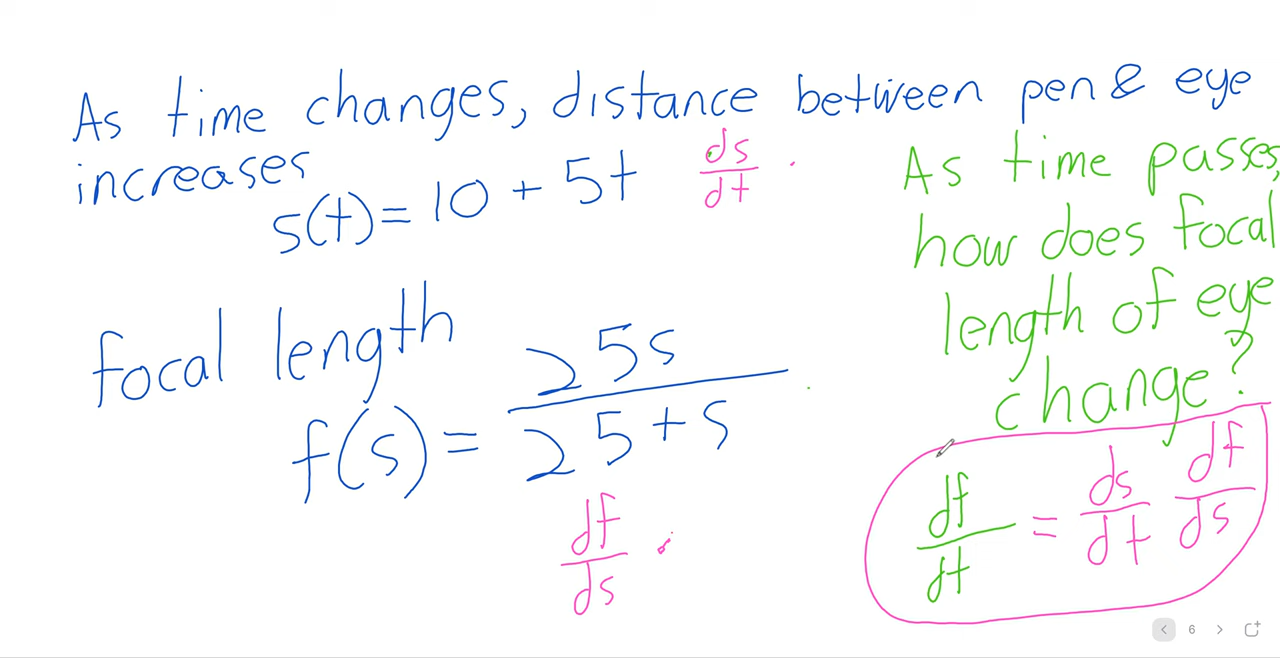 As time changes, distance between pen & eye
increases
s(t) = 10 + 5t
ds/dt
As time passes,
how does focal
length of eye
change?
focal length
f(s) = 25s/25+s
df/ds
df/dt = ds/dt df/ds
6